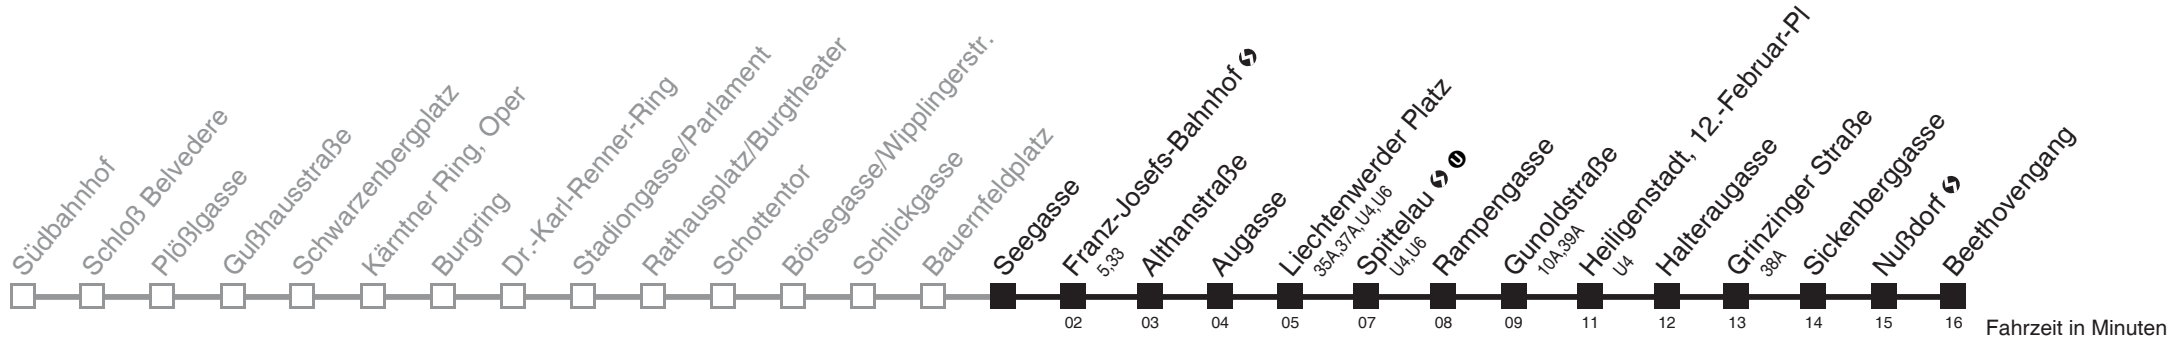 Südbahnhof
Schloß Belvedere
Plößlgasse
Gußhausstraße
Schwarzenbergplatz
Kärntner Ring, Oper
Burgring
Dr.-Karl-Renner-Ring
Stadiongasse/Parlament
Rathausplatz/Burgtheater
Schottentor
Börsegasse/Wipplingerstr.
Schlickgasse
Bauernfeldplatz
Seegasse
Franz-Josefs-Bahnhof
5,33
Althanstraße
Augasse
Liechtenwerder Platz
35A,37A,U4,U6
Spittelau U
U4,U6
Rampengasse
Gunoldstraße
10A,39A
Heiligenstadt, 12.-Februar-Pl
U4
Halteraugasse
Grinzinger Straße
38A
Sickenberggasse
Nußdorf
Beethovengang
02 03 04 05 07 08 09 11 12 13 14 15 16
Fahrzeit in Minuten